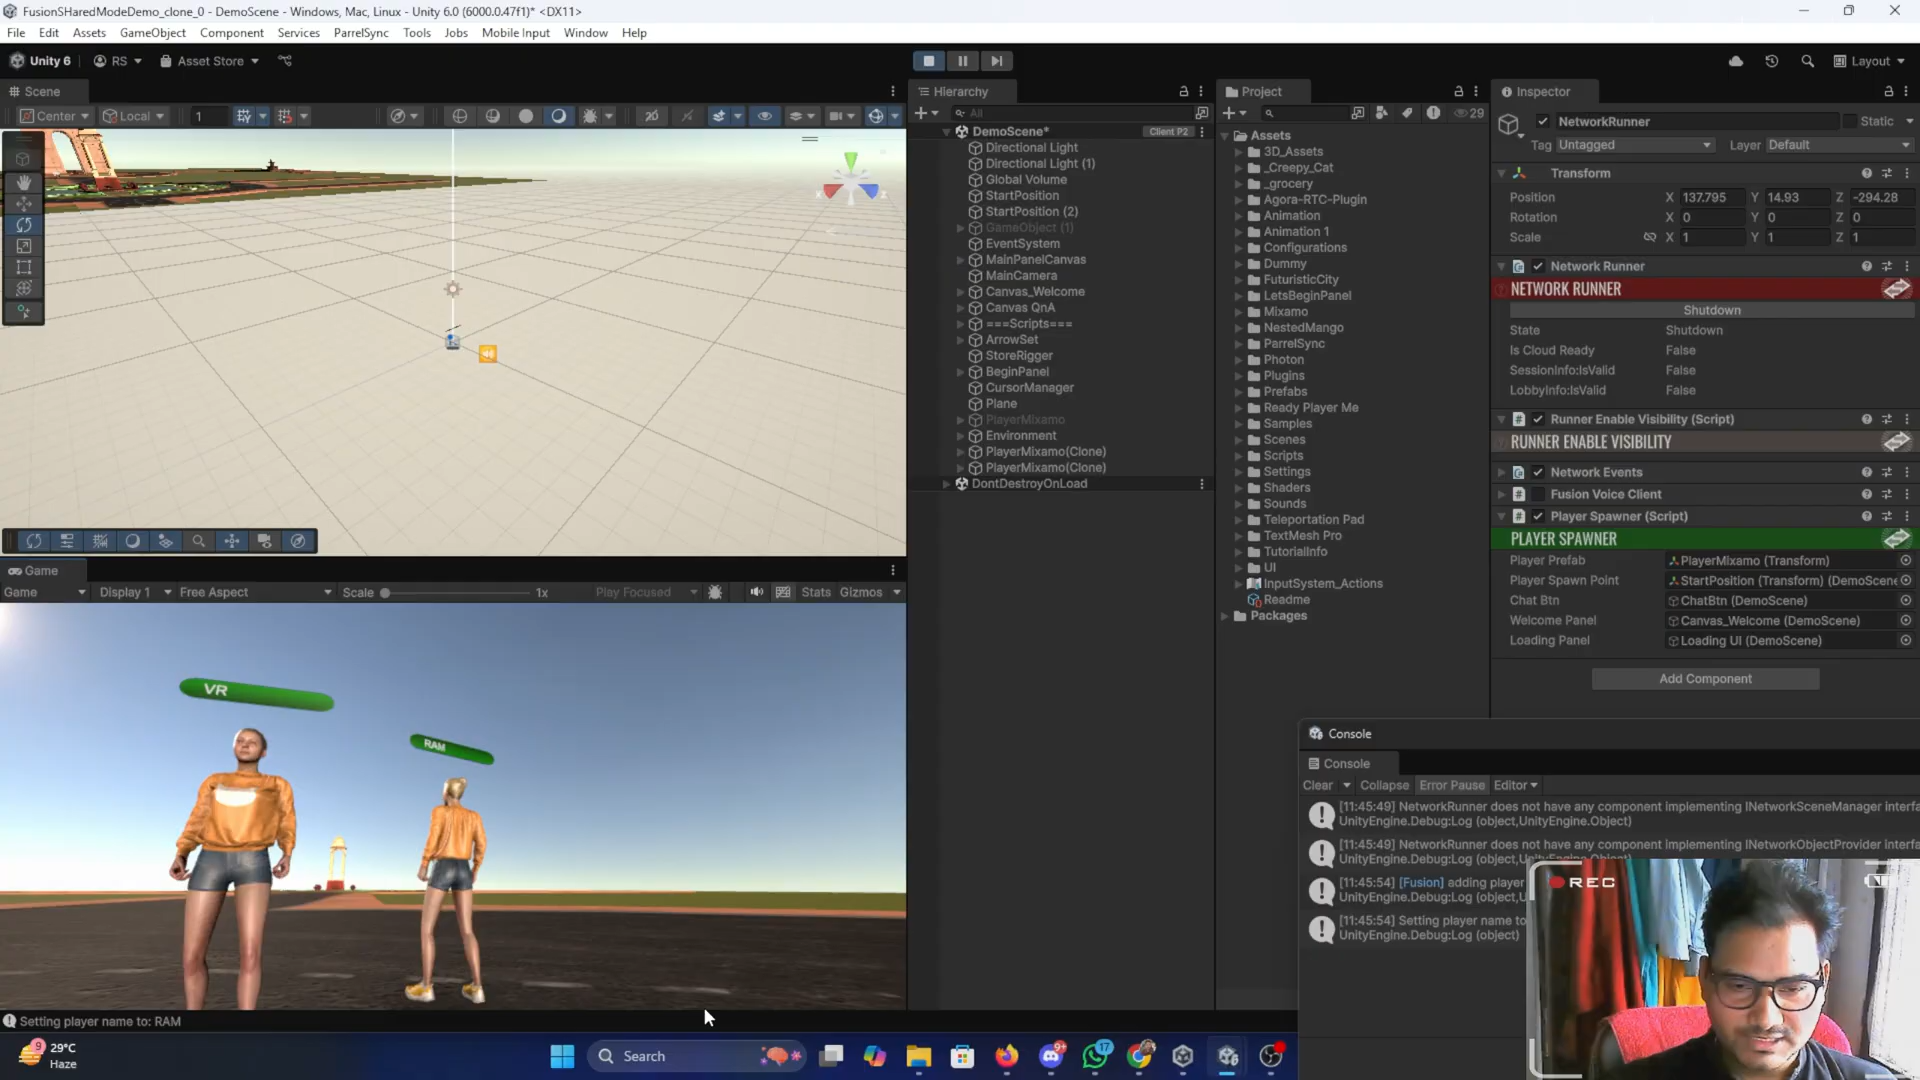 FusionSHaredModeDemo_clone_0 - DemoScene - Windows, Mac, Linux - Unity 6.0 (6000.0.47f1)* <DX11>
File Edit Assets GameObject Component Services ParrelSync Tools Jobs Mobile Input Window Help
Unity 6 RS Asset Store Layout
Scene
Center Local 1 2D
Hierarchy
All
DemoScene* Client P2
Directional Light
Directional Light (1)
Global Volume
StartPosition
StartPosition (2)
GameObject (1)
EventSystem
MainPanelCanvas
MainCamera
Canvas_Welcome
Canvas QnA
===Scripts===
ArrowSet
StoreRigger
BeginPanel
CursorManager
Plane
PlayerMixamo
Environment
PlayerMixamo(Clone)
PlayerMixamo(Clone)
DontDestroyOnLoad
Project
29
Assets
3D_Assets
_Creepy_Cat
_grocery
Agora-RTC-Plugin
Animation
Animation 1
Configurations
Dummy
FuturisticCity
LetsBeginPanel
Mixamo
NestedMango
ParrelSync
Photon
Plugins
Prefabs
Ready Player Me
Samples
Scenes
Scripts
Settings
Shaders
Sounds
Teleportation Pad
TextMesh Pro
TutorialInfo
UI
InputSystem_Actions
Readme
Packages
Inspector
NetworkRunner Static
Tag Untagged Layer Default
Transform
Position X 137.795 Y 14.93 Z -294.28
Rotation X 0 Y 0 Z 0
Scale X 1 Y 1 Z 1
Network Runner
NETWORK RUNNER
Shutdown
State Shutdown
Is Cloud Ready False
SessionInfo:IsValid False
LobbyInfo:IsValid False
Runner Enable Visibility (Script)
RUNNER ENABLE VISIBILITY
Network Events
Fusion Voice Client
Player Spawner (Script)
PLAYER SPAWNER
Player Prefab PlayerMixamo (Transform)
Player Spawn Point StartPosition (Transform) (DemoScene
Chat Btn ChatBtn (DemoScene)
Welcome Panel Canvas_Welcome (DemoScene)
Loading Panel Loading UI (DemoScene)
Add Component
Game
Game Display 1 Free Aspect Scale 1x Play Focused Stats Gizmos
VR
RAM
Console
Console
Clear Collapse Error Pause Editor
[11:45:49] NetworkRunner does not have any component implementing INetworkSceneManager interfa
UnityEngine.Debug:Log (object,UnityEngine.Object)
[11:45:49] NetworkRunner does not have any component implementing INetworkObjectProvider interfa
UnityEngine.Debug:Log (object,UnityEngine.Object)
[11:45:54] [Fusion] adding player
UnityEngine.Debug:Log (object,U
[11:45:54] Setting player name to
UnityEngine.Debug:Log (object)
REC
Setting player name to: RAM
29°C
Haze
Search
9+
17